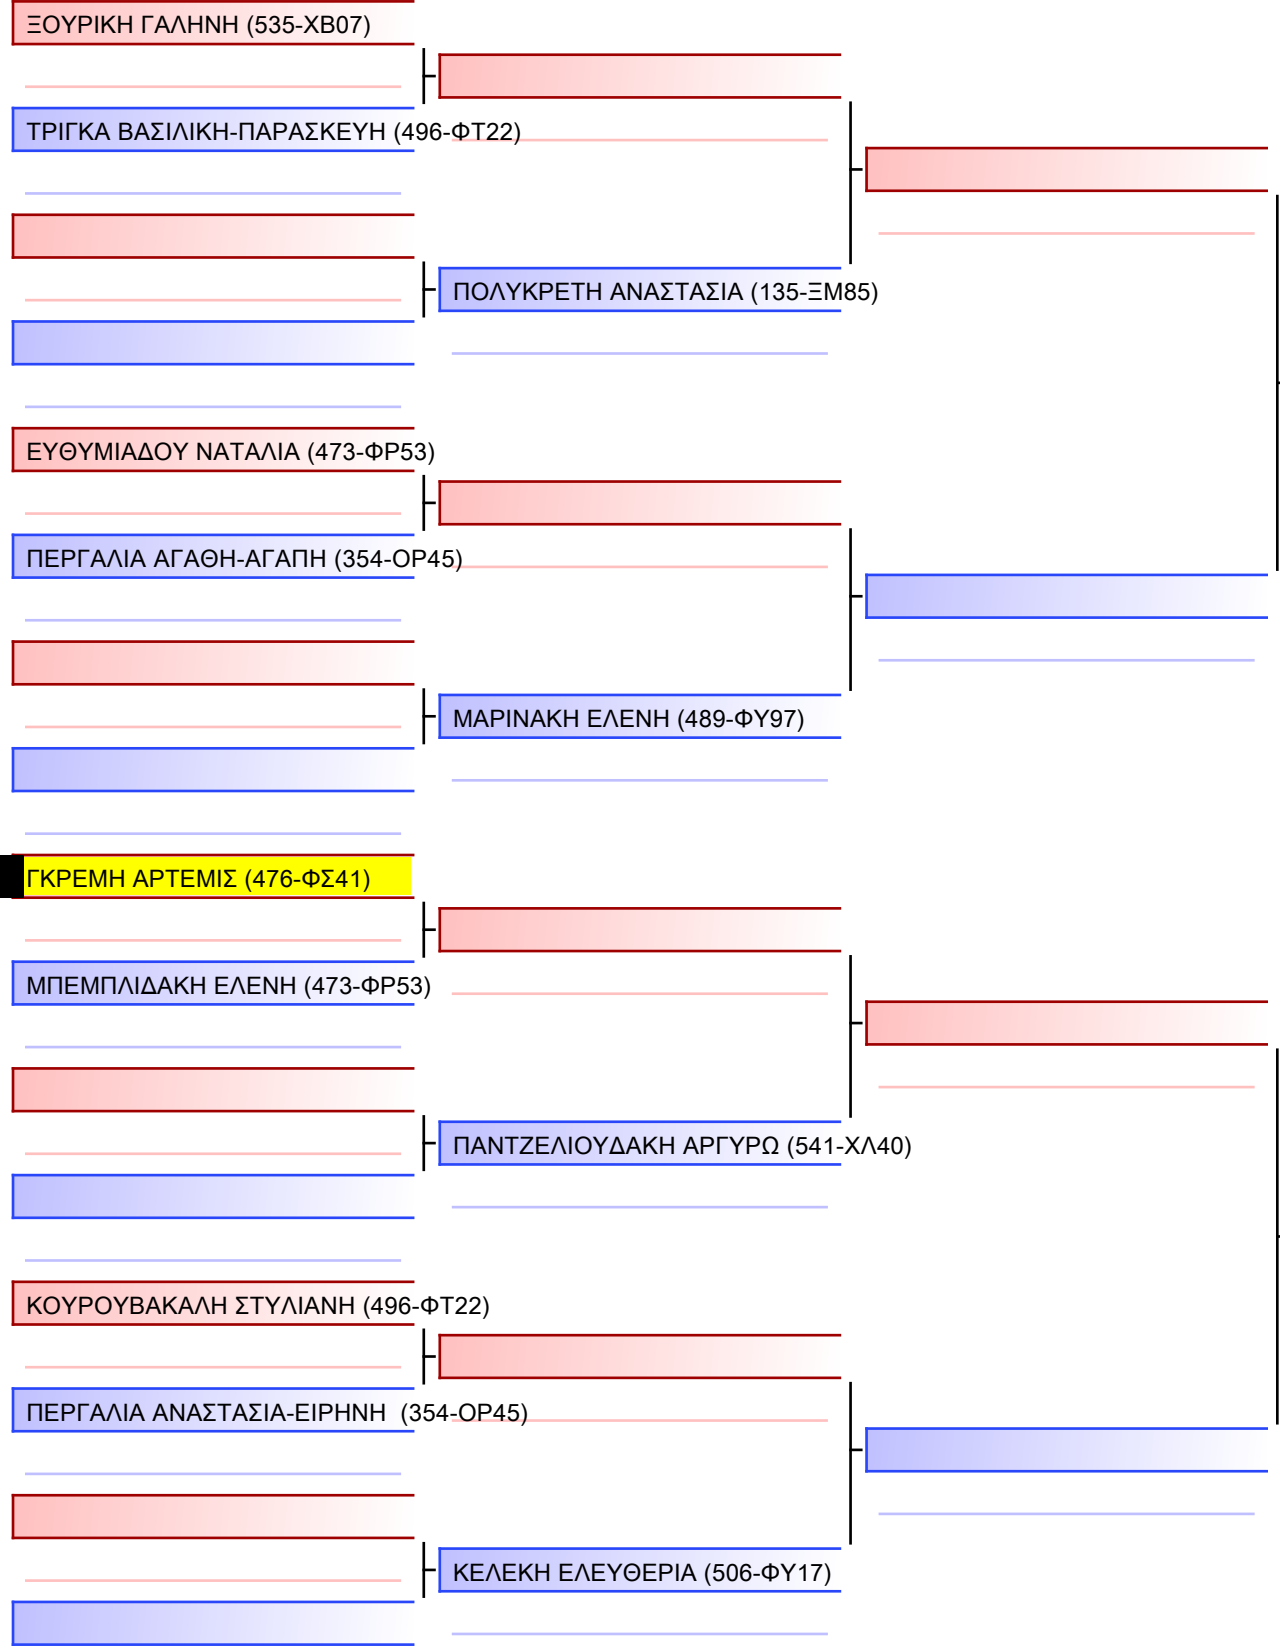 ΞΟΥΡΙΚΗ ΓΑΛΗΝΗ (535-ΧΒ07)
ΤΡΙΓΚΑ ΒΑΣΙΛΙΚΗ-ΠΑΡΑΣΚΕΥΗ (496-ΦΤ22)
ΠΟΛΥΚΡΕΤΗ ΑΝΑΣΤΑΣΙΑ (135-ΞΜ85)
ΕΥΘΥΜΙΑΔΟΥ ΝΑΤΑΛΙΑ (473-ΦΡ53)
ΠΕΡΓΑΛΙΑ ΑΓΑΘΗ-ΑΓΑΠΗ (354-ΟΡ45)
ΜΑΡΙΝΑΚΗ ΕΛΕΝΗ (489-ΦΥ97)
ΓΚΡΕΜΗ ΑΡΤΕΜΙΣ (476-ΦΣ41)
ΜΠΕΜΠΛΙΔΑΚΗ ΕΛΕΝΗ (473-ΦΡ53)
ΠΑΝΤΖΕΛΙΟΥΔΑΚΗ ΑΡΓΥΡΩ (541-ΧΛ40)
ΚΟΥΡΟΥΒΑΚΑΛΗ ΣΤΥΛΙΑΝΗ (496-ΦΤ22)
ΠΕΡΓΑΛΙΑ ΑΝΑΣΤΑΣΙΑ-ΕΙΡΗΝΗ  (354-ΟΡ45)
ΚΕΛΕΚΗ ΕΛΕΥΘΕΡΙΑ (506-ΦΥ17)